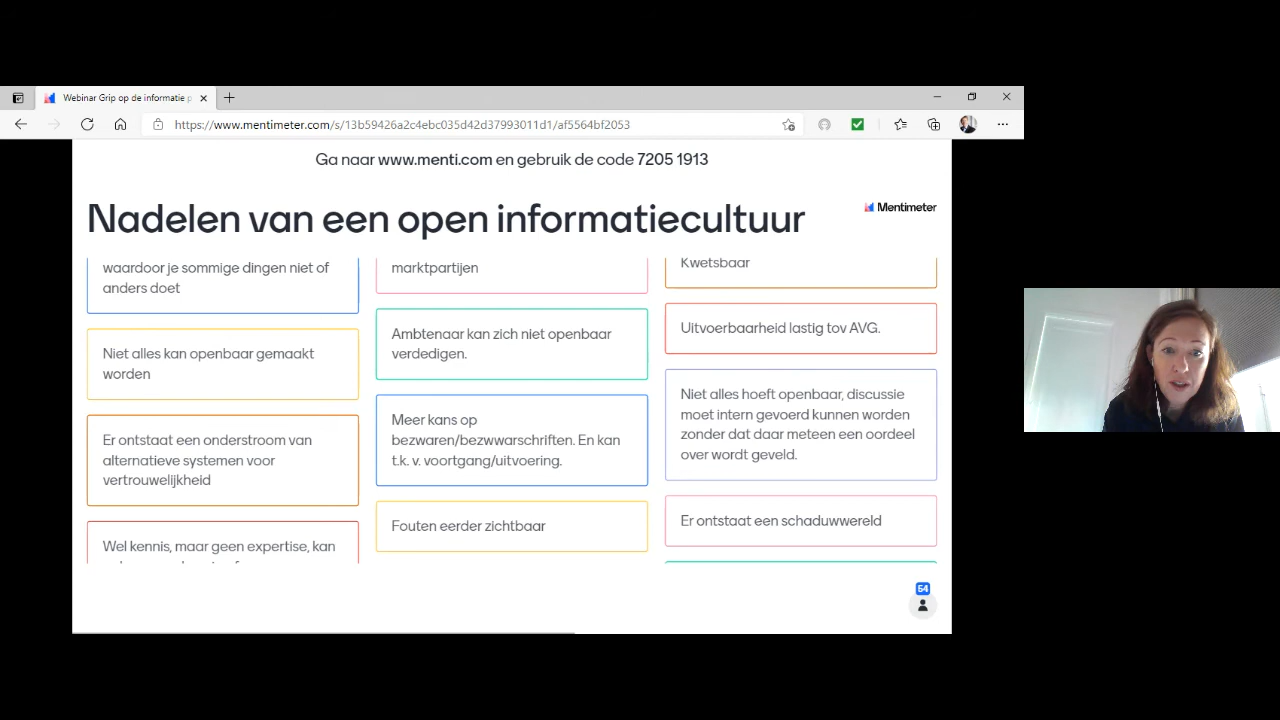 Webinar Grip op de informatie p
https://www.mentimeter.com/s/13b59426a2c4ebc035d42d37993011d1/af5564bf2053
Ga naar www.menti.com en gebruik de code 7205 1913
Nadelen van een open informatiecultuur
Mentimeter
waardoor je sommige dingen niet of
anders doet
Niet alles kan openbaar gemaakt
worden
Er ontstaat een onderstroom van
alternatieve systemen voor
vertrouwelijkheid
Wel kennis, maar geen expertise, kan
marktpartijen
Ambtenaar kan zich niet openbaar
verdedigen.
Meer kans op
bezwaren/bezwwarschriften. En kan
t.k. v. voortgang/uitvoering.
Fouten eerder zichtbaar
Kwetsbaar
Uitvoerbaarheid lastig tov AVG.
Niet alles hoeft openbaar, discussie
moet intern gevoerd kunnen worden
zonder dat daar meteen een oordeel
over wordt geveld.
Er ontstaat een schaduwwereld
64